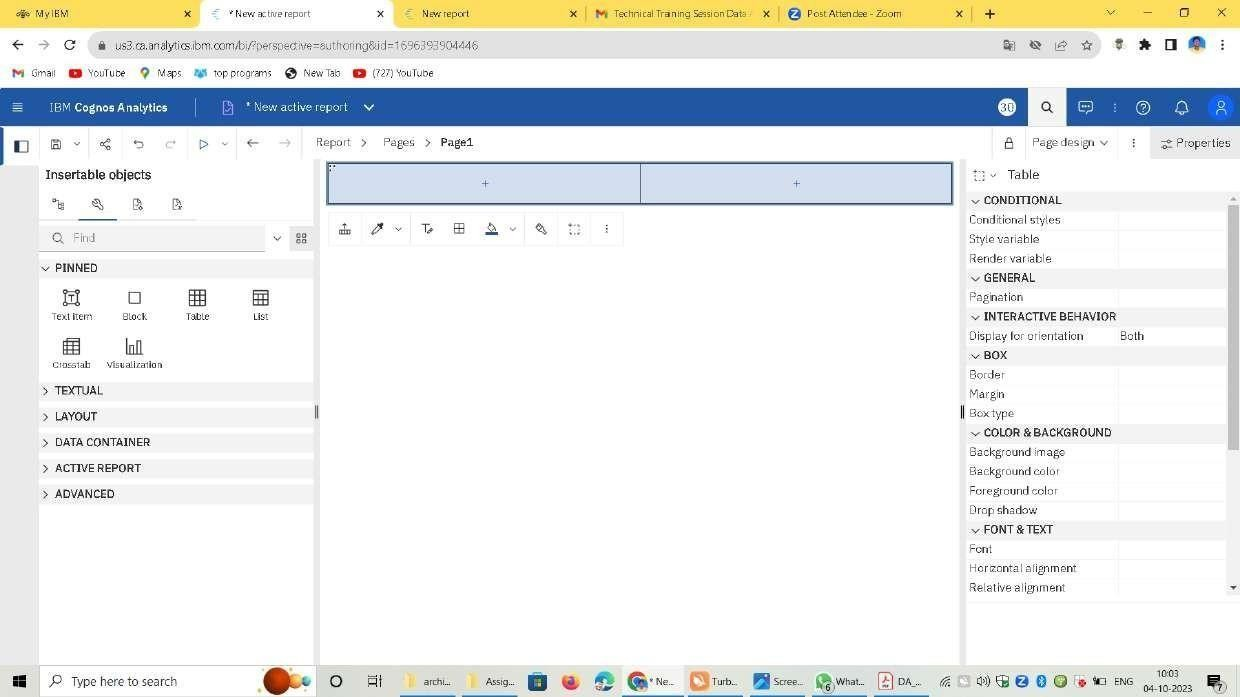 My IBM
* New active report
New report
Technical Training Session Data
Post Attendee - Zoom
us3.ca.analytics.ibm.com/bi/?perspective=authoring&id=1696393904446
Gmail
YouTube
Maps
top programs
New Tab
(727) YouTube
IBM Cognos Analytics
* New active report
30
Report > Pages > Page1
Page design
Properties
Insertable objects
Find
PINNED
Text item
Block
Table
List
Crosstab
Visualization
TEXTUAL
LAYOUT
DATA CONTAINER
ACTIVE REPORT
ADVANCED
+
+
Table
CONDITIONAL
Conditional styles
Style variable
Render variable
GENERAL
Pagination
INTERACTIVE BEHAVIOR
Display for orientation Both
BOX
Border
Margin
Box type
COLOR & BACKGROUND
Background image
Background color
Foreground color
Drop shadow
FONT & TEXT
Font
Horizontal alignment
Relative alignment
Type here to search
archi...
Assig...
* Ne...
Turb...
Scree...
6
What...
DA_...
ENG
10:03
04-10-2023
7